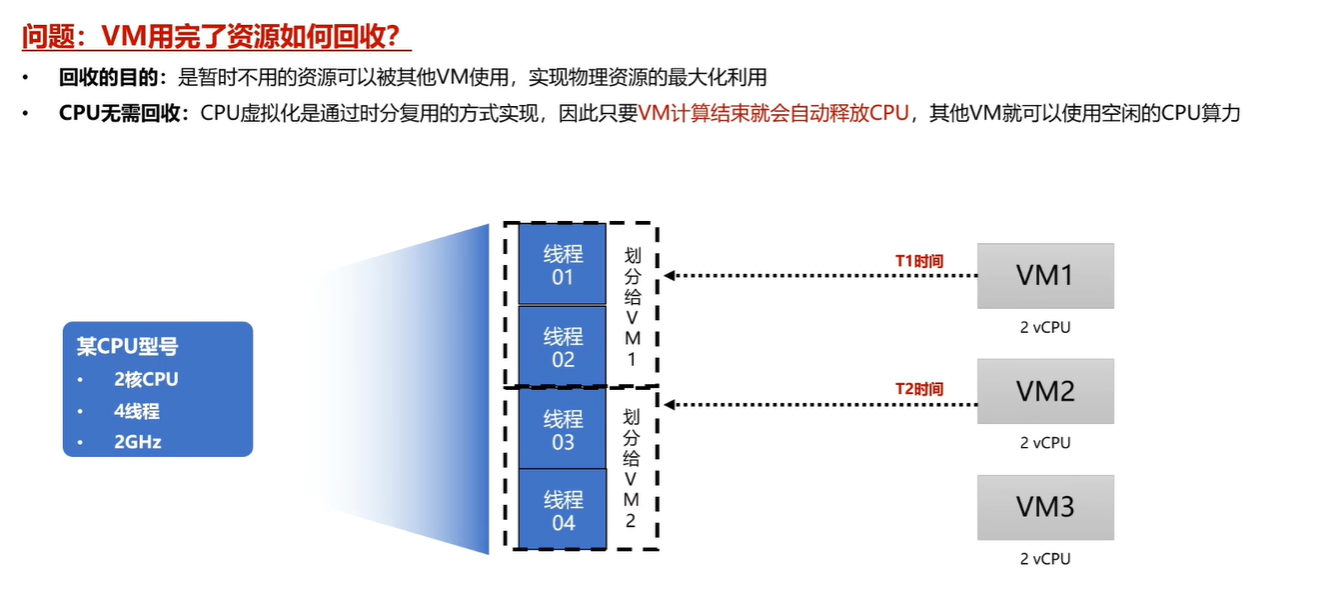 问题：VM用完了资源如何回收？
• 回收的目的：是暂时不用的资源可以被其他VM使用，实现物理资源的最大化利用
• CPU无需回收：CPU虚拟化是通过时分复用的方式实现，因此只要VM计算结束就会自动释放CPU，其他VM就可以使用空闲的CPU算力
某CPU型号
• 2核CPU
• 4线程
• 2GHz
线程
01
线程
02
划分给VM1
线程
03
线程
04
划分给VM2
T1时间
VM1
2 vCPU
T2时间
VM2
2 vCPU
VM3
2 vCPU